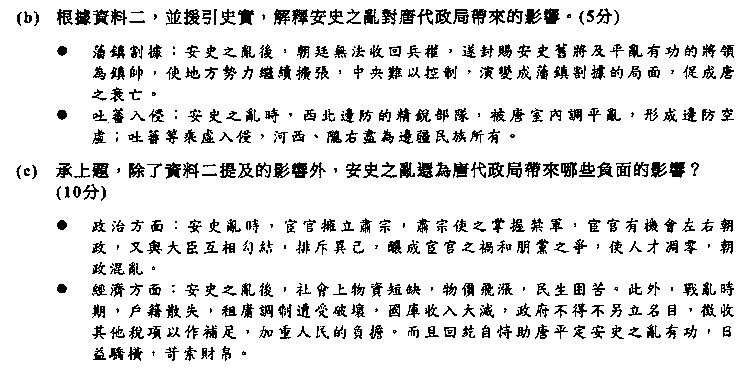 (b) 根據資料二，並援引史實，解釋安史之亂對唐代政局帶來的影響。(5分)
● 藩鎮割據：安史之亂後，朝廷無法收回兵權，遂封賜安史舊將及平亂有功的將領
為鎮帥，使地方勢力繼續擴張，中央難以控制，演變成藩鎮割據的局面，促成唐
之衰亡。
● 吐蕃入侵：安史之亂時，西北邊防的精銳部隊，被唐室內調平亂，形成邊防空
虛；吐蕃等乘虛入侵，河西、隴右盡為邊疆民族所有。
(c) 承上題，除了資料二提及的影響外，安史之亂還為唐代政局帶來哪些負面的影響？
(10分)
● 政治方面：安史亂時，宦官擁立肅宗，肅宗使之掌握禁軍，宦官有機會左右朝
政，又與大臣互相勾結，排斥異己，釀成宦官之禍和朋黨之爭，使人才凋零，朝
政混亂。
● 經濟方面：安史之亂後，社會上物資短缺，物價飛漲，民生困苦。此外，戰亂時
期，戶籍散失，租庸調制遭受破壞，國庫收入大減，政府不得不另立名目，徵收
其他稅項以作補足，加重人民的負擔。而且回紇自恃助唐平定安史之亂有功，日
益驕橫，苛索財帛。